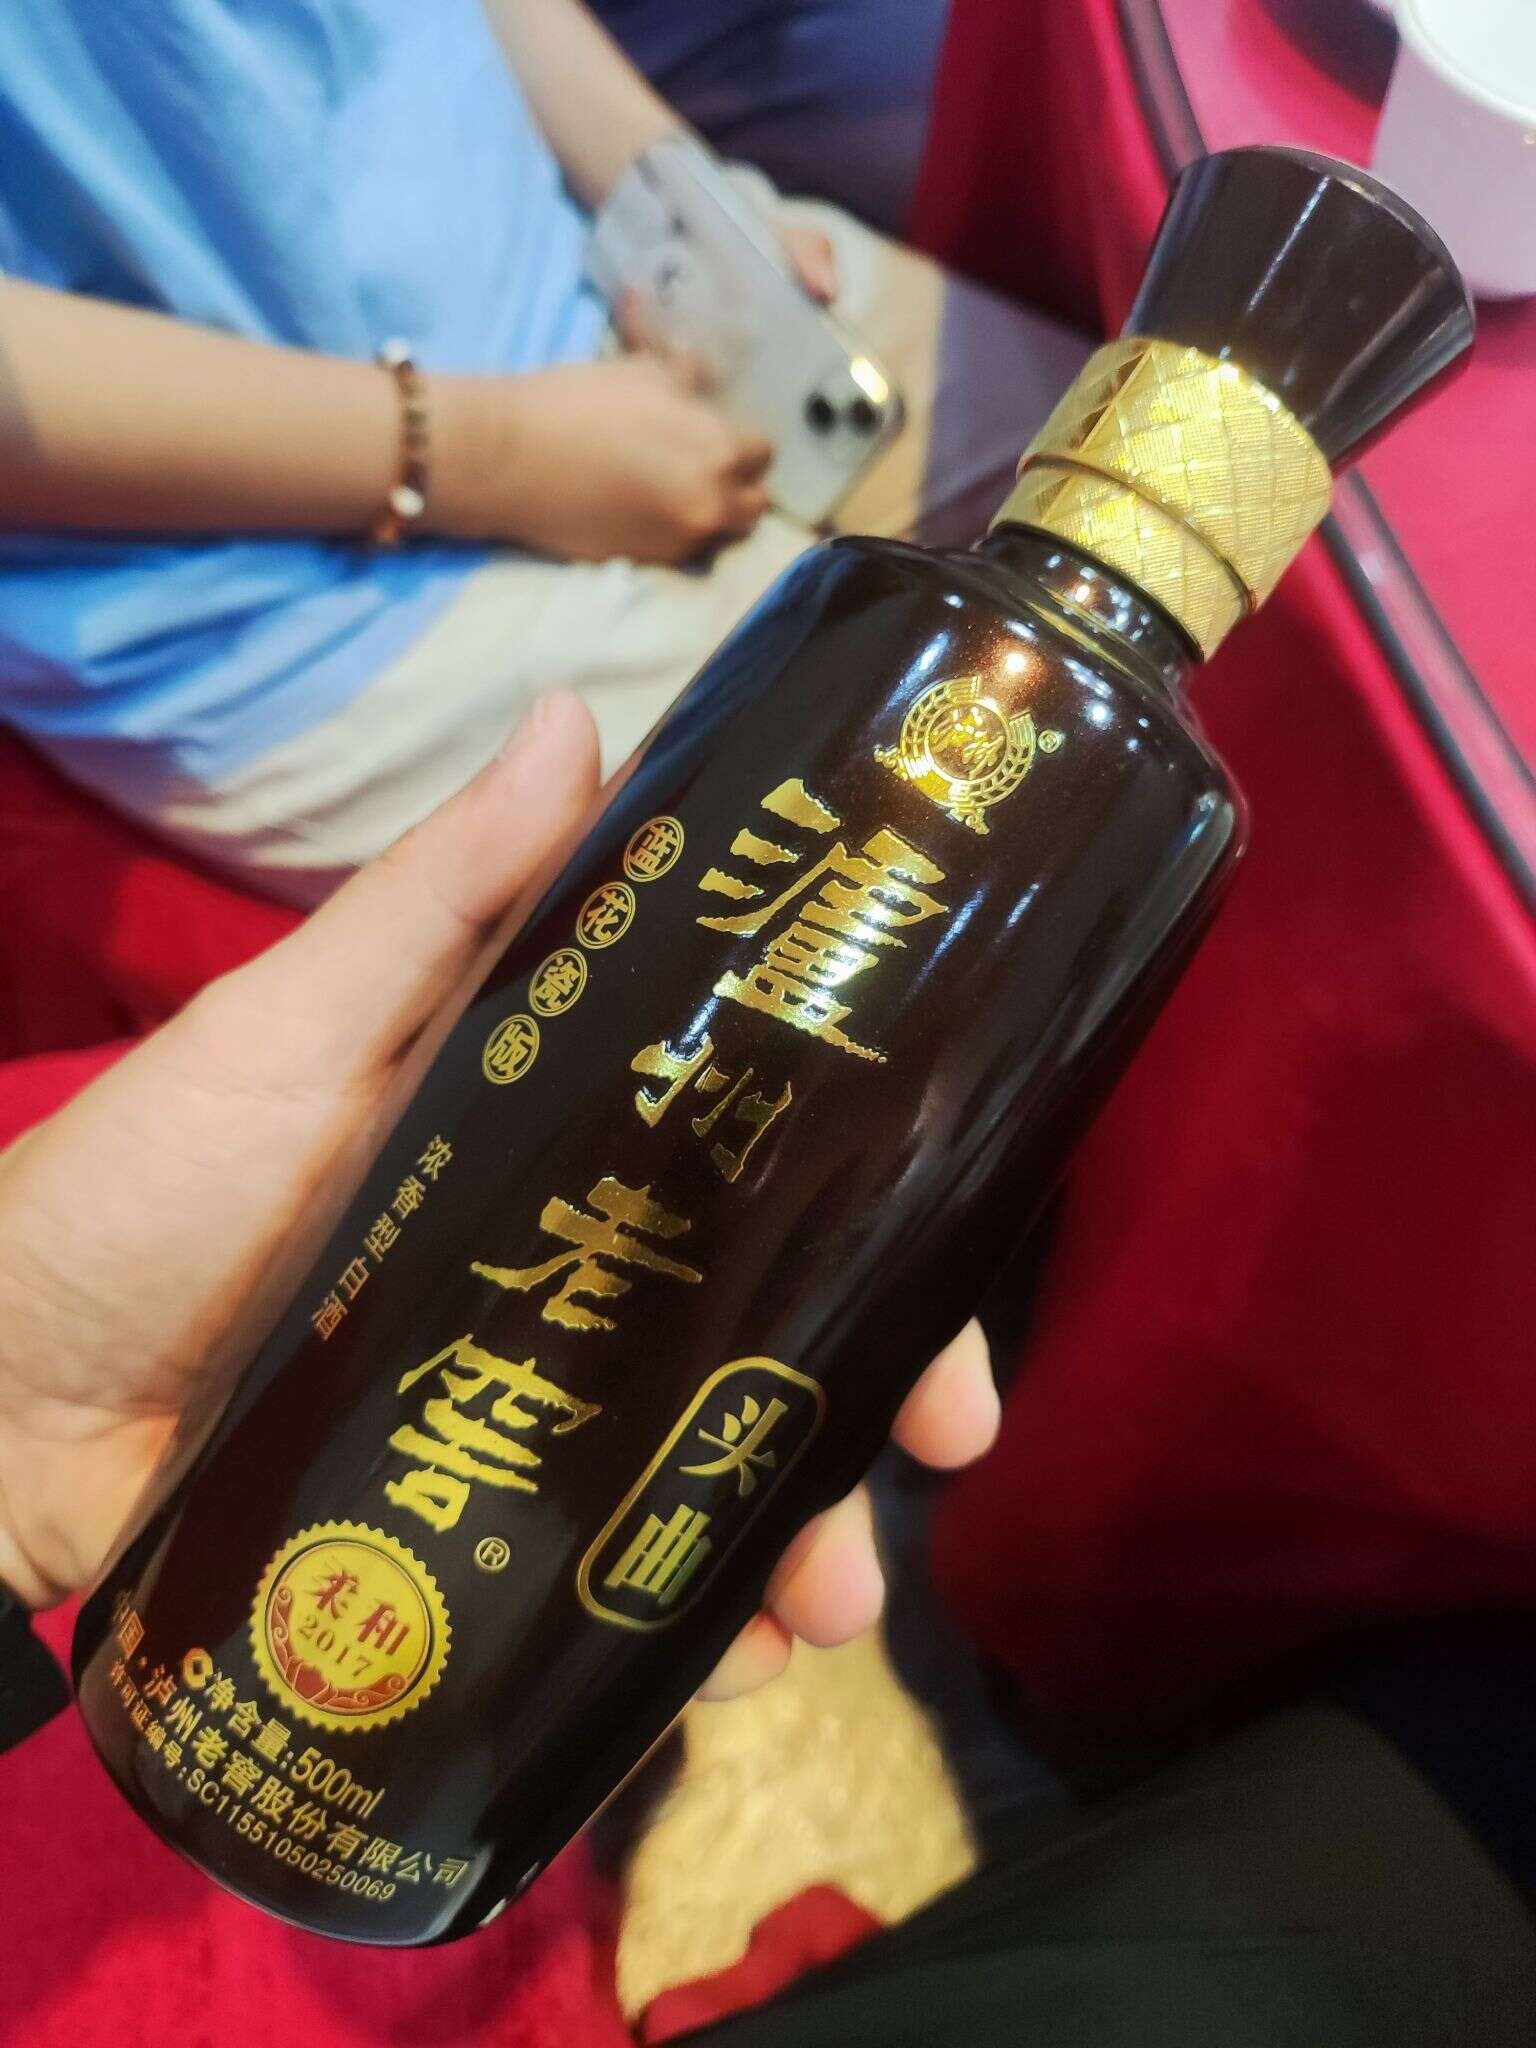 泸州老窖®
头曲
蓝花瓷版
浓香型白酒
柔和
2017
净含量:500ml
中国·泸州老窖股份有限公司
许可证编号:SC11551050250069